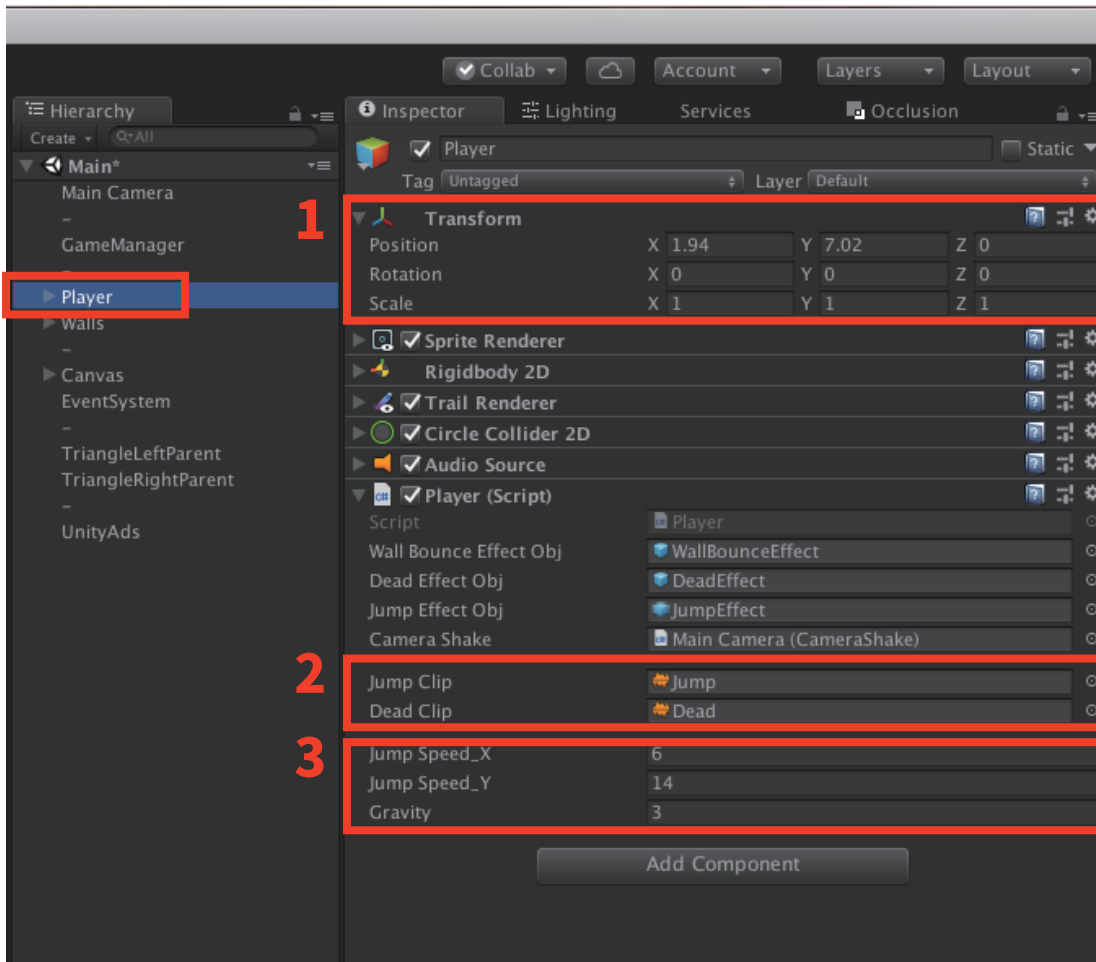 Collab
Account
Layers
Layout
Hierarchy
Create
All
Main*
Main Camera
–
GameManager
–
Player
Walls
–
Canvas
EventSystem
–
TriangleLeftParent
TriangleRightParent
–
UnityAds
Inspector Lighting Services Occlusion
Player Static
Tag Untagged Layer Default
1
Transform
Position X 1.94 Y 7.02 Z 0
Rotation X 0 Y 0 Z 0
Scale X 1 Y 1 Z 1
Sprite Renderer
Rigidbody 2D
Trail Renderer
Circle Collider 2D
Audio Source
Player (Script)
Script Player
Wall Bounce Effect Obj WallBounceEffect
Dead Effect Obj DeadEffect
Jump Effect Obj JumpEffect
Camera Shake Main Camera (CameraShake)
2
Jump Clip Jump
Dead Clip Dead
3
Jump Speed_X 6
Jump Speed_Y 14
Gravity 3
Add Component